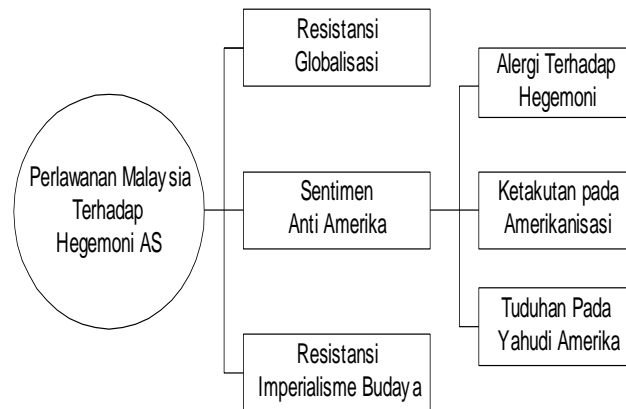 Perlawanan Malaysia
Terhadap
Hegemoni AS
Resistansi
Globalisasi
Sentimen
Anti Amerika
Resistansi
Imperialisme Budaya
Alergi Terhadap
Hegemoni
Ketakutan pada
Amerikanisasi
Tuduhan Pada
Yahudi Amerika